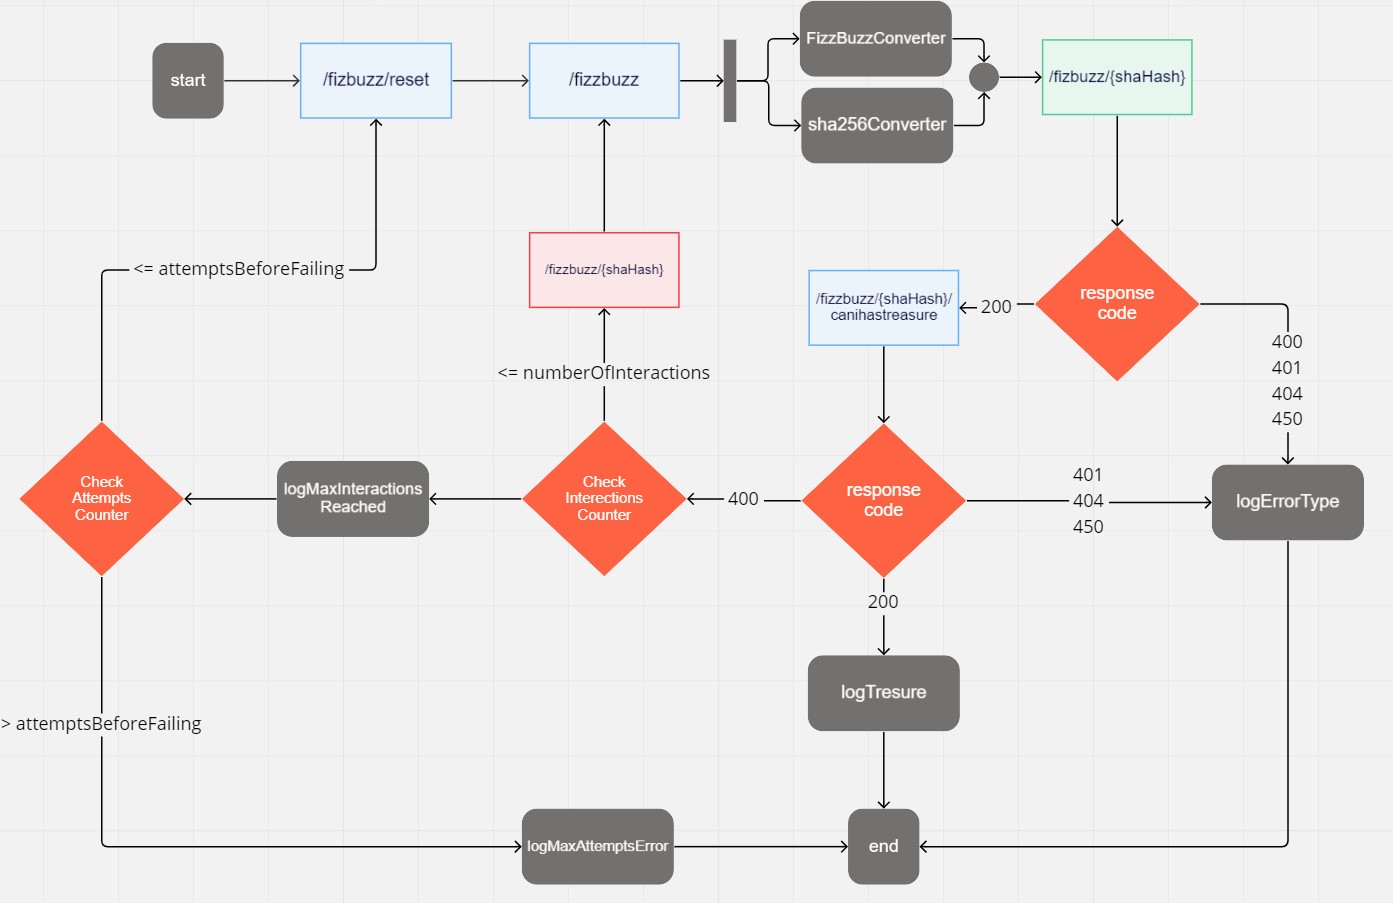 start
/fizbuzz/reset
/fizzbuzz
FizzBuzzConverter
sha256Converter
/fizbuzz/{shaHash}
response
code
200
400
401
404
450
/fizzbuzz/{shaHash}/
canihastreasure
/fizzbuzz/{shaHash}
<= attemptsBeforeFailing
<= numberOfInteractions
Check
Attempts
Counter
logMaxInteractions
Reached
Check
Interections
Counter
400
response
code
401
404
450
logErrorType
200
logTresure
> attemptsBeforeFailing
logMaxAttemptsError
end